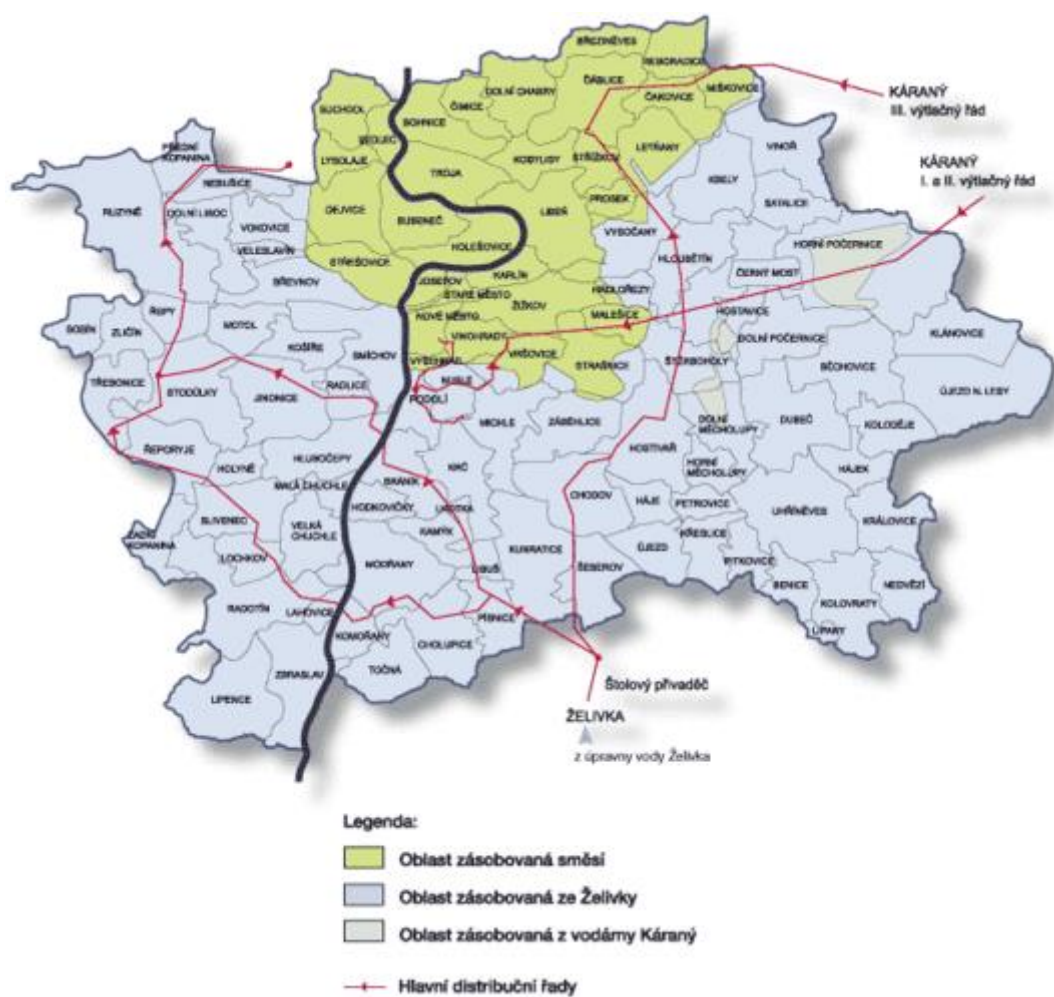 BŘEZINĚVES
ČÁBLICE
DOLNÍ CHABRY
ČIMICE
ČAKOVICE
MIŠKOVICE
SUCHDOL
BOHNICE
SEDLEC
LYSOLAJE
TROJA
KOBYLISY
STŘÍŽKOV
LETŇANY
PROSEK
LIBEŇ
DEJVICE
BUBENEČ
HOLEŠOVICE
STŘEŠOVICE
JOSEFOV
KARLÍN
STARÉ MĚSTO
NOVÉ MĚSTO
ŽIŽKOV
VINOHRADY
MALEŠICE
VYŠEHRAD
VRŠOVICE
STRAŠNICE
KÁRANÝ
III. výtlačný řád
KÁRANÝ
I. a II. výtlačný řád
VINOŘ
KBELY
SATALICE
VYSOČANY
HLOUBĚTÍN
HORNÍ POČERNICE
ČERNÝ MOST
HRDLOŘEZY
HOSTAVICE
DOLNÍ POČERNICE
KLÁNOVICE
ŠTĚRBOHOLY
BĚCHOVICE
ÚJEZD N. LESY
PŘEDNÍ
KOPANINA
NEBUŠICE
RUZYNĚ
DOLNÍ LIBOC
VOKOVICE
VELESLAVÍN
BŘEVNOV
ŘEPY
SOBÍN
ZLIČÍN
MOTOL
KOŠÍŘE
SMÍCHOV
TŘEBONICE
STODŮLKY
JINONICE
RADLICE
PODOLÍ
NUSLE
MICHLE
ZÁBĚHLICE
DOLNÍ
MĚCHOLUPY
DUBEČ
KOLODĚJE
ŘEPORYJE
HOLYNĚ
HLUBOČEPY
MALÁ CHUCHLE
BRANÍK
KRČ
HOSTIVAŘ
HORNÍ
MĚCHOLUPY
HÁJEK
CHODOV
HÁJE
PETROVICE
UHŘÍNĚVES
KRÁLOVICE
SLIVENEC
VELKÁ
CHUCHLE
HODKOVIČKY
LHOTKA
KAMÝK
ZADNÍ
KOPANINA
LOCHKOV
MODŘANY
LIBUŠ
KUNRATICE
ŠEBEROV
ÚJEZD
KŘESLICE
PITKOVICE
BENICE
NEDVĚZÍ
KOLOVRATY
LIPANY
RADOTÍN
LAHOVICE
KOMOŘANY
PÍSNICE
CHOLUPICE
TOČNÁ
ZBRASLAV
LIPENCE
Štolový přivaděč
ŽELIVKA
z úpravny vody Želivka
Legenda:
Oblast zásobovaná směsí
Oblast zásobovaná ze Želivky
Oblast zásobovaná z vodárny Káraný
Hlavní distribuční řady